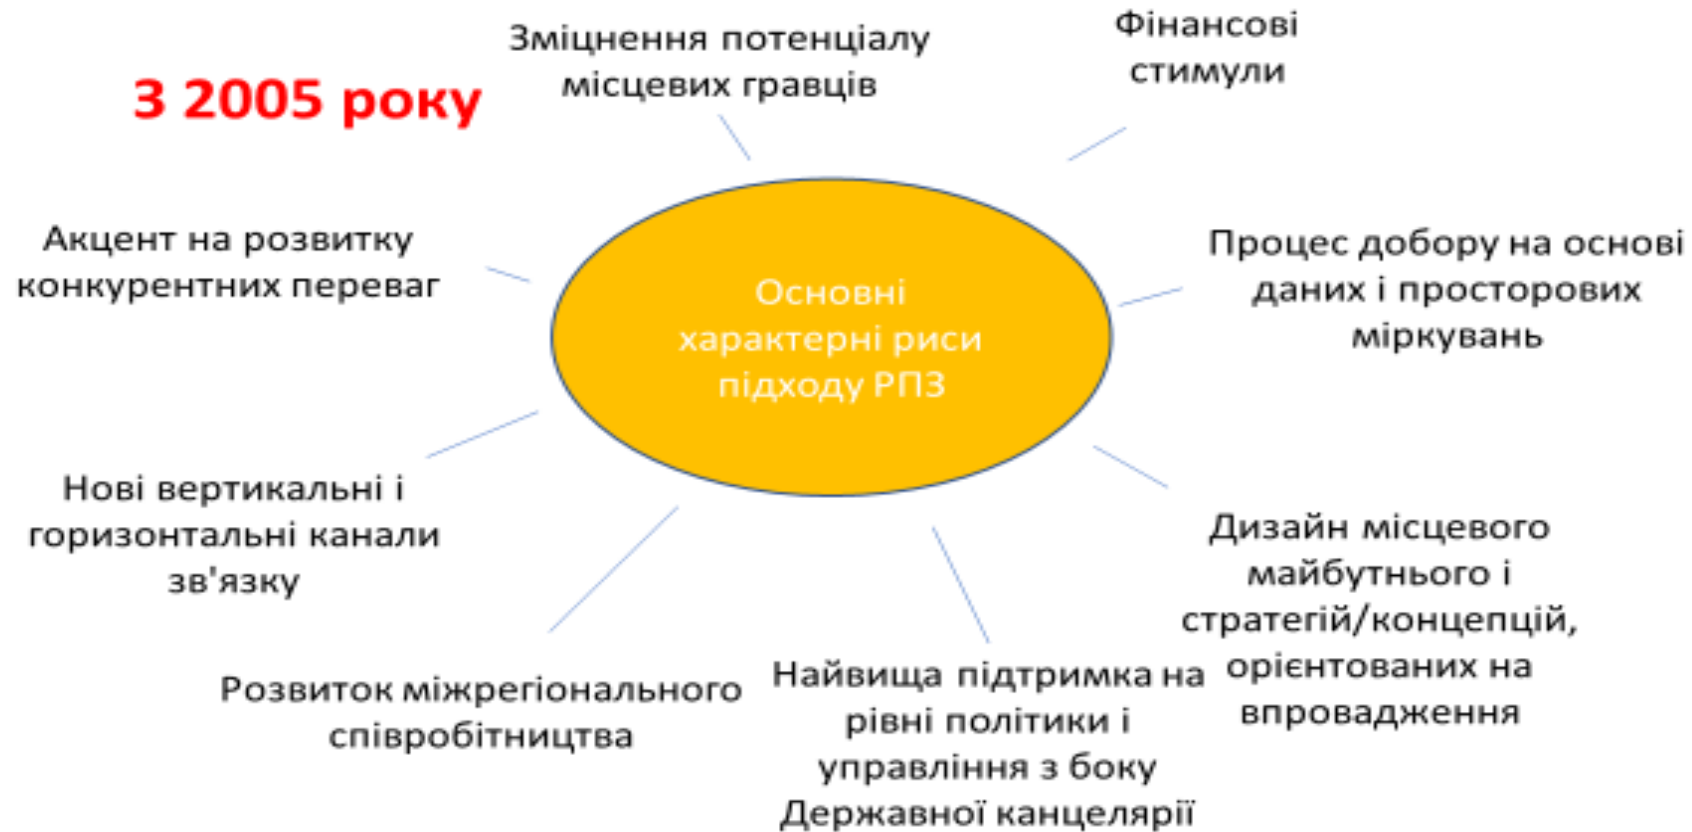 З 2005 року
Зміцнення потенціалу
місцевих гравців
Фінансові
стимули
Акцент на розвитку
конкурентних переваг
Процес добору на основі
даних і просторових
міркувань
Основні
характерні риси
підходу РПЗ
Нові вертикальні і
горизонтальні канали
зв'язку
Дизайн місцевого
майбутнього і
стратегій/концепцій,
орієнтованих на
впровадження
Розвиток міжрегіонального
співробітництва
Найвища підтримка на
рівні політики і
управління з боку
Державної канцелярії